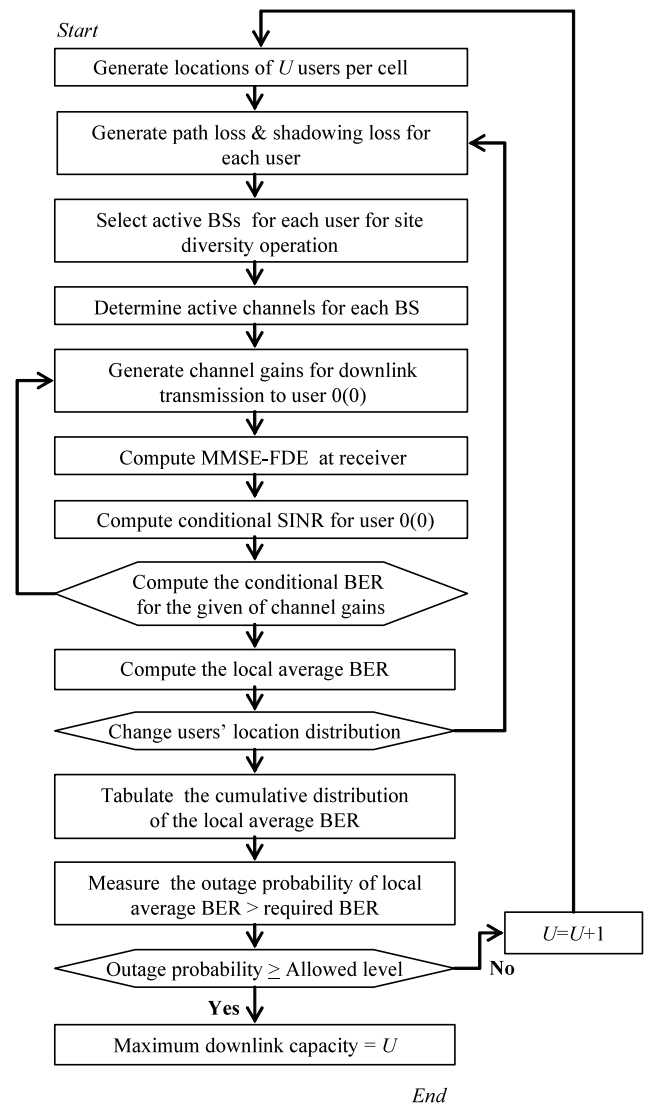 Start
Generate locations of U users per cell
Generate path loss & shadowing loss for
each user
Select active BSs for each user for site
diversity operation
Determine active channels for each BS
Generate channel gains for downlink
transmission to user 0(0)
Compute MMSE-FDE at receiver
Compute conditional SINR for user 0(0)
Compute the conditional BER
for the given of channel gains
Compute the local average BER
Change users' location distribution
Tabulate the cumulative distribution
of the local average BER
Measure the outage probability of local
average BER > required BER
U=U+1
Outage probability ≥ Allowed level
No
Yes
Maximum downlink capacity = U
End